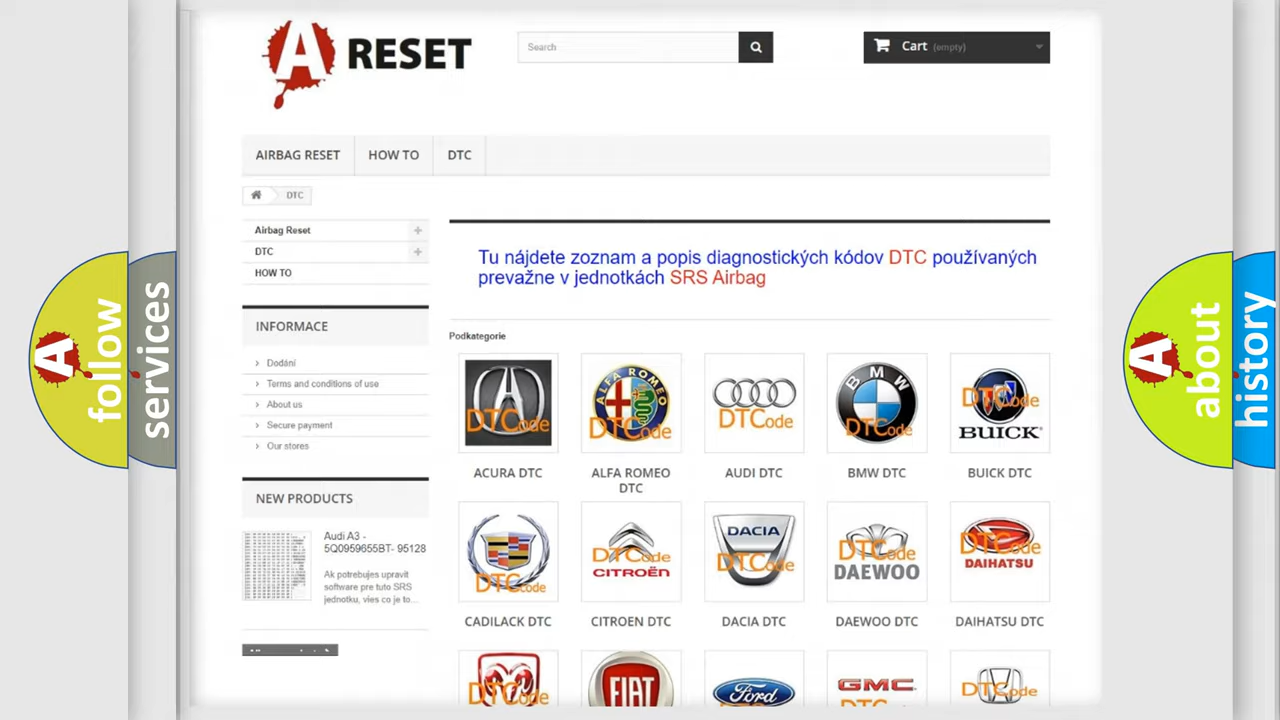 A RESET
Search
Cart (empty)
AIRBAG RESET
HOW TO
DTC
DTC
Airbag Reset
DTC
HOW TO
INFORMACE
Dodání
Terms and conditions of use
About us
Secure payment
Our stores
NEW PRODUCTS
Audi A3 -
5Q0959655BT- 95128
Ak potrebujes upravit
software pre tuto SRS
jednotku, vies co je to...
Tu nájdete zoznam a popis diagnostických kódov DTC používaných
prevažne v jednotkách SRS Airbag
Podkategorie
DTCode
ALFA ROMEO
DTCode
DTCode
BMW
DTCode
DTCode
BUICK
ACURA DTC
ALFA ROMEO
DTC
AUDI DTC
BMW DTC
BUICK DTC
DTCode
DTCode
CITROËN
DACIA
DTCode
DTCode
DAEWOO
DTCode
DAIHATSU
CADILACK DTC
CITROEN DTC
DACIA DTC
DAEWOO DTC
DAIHATSU DTC
DTCode
FIAT
Ford
GMC
DTCode
A follow
services
A about
history